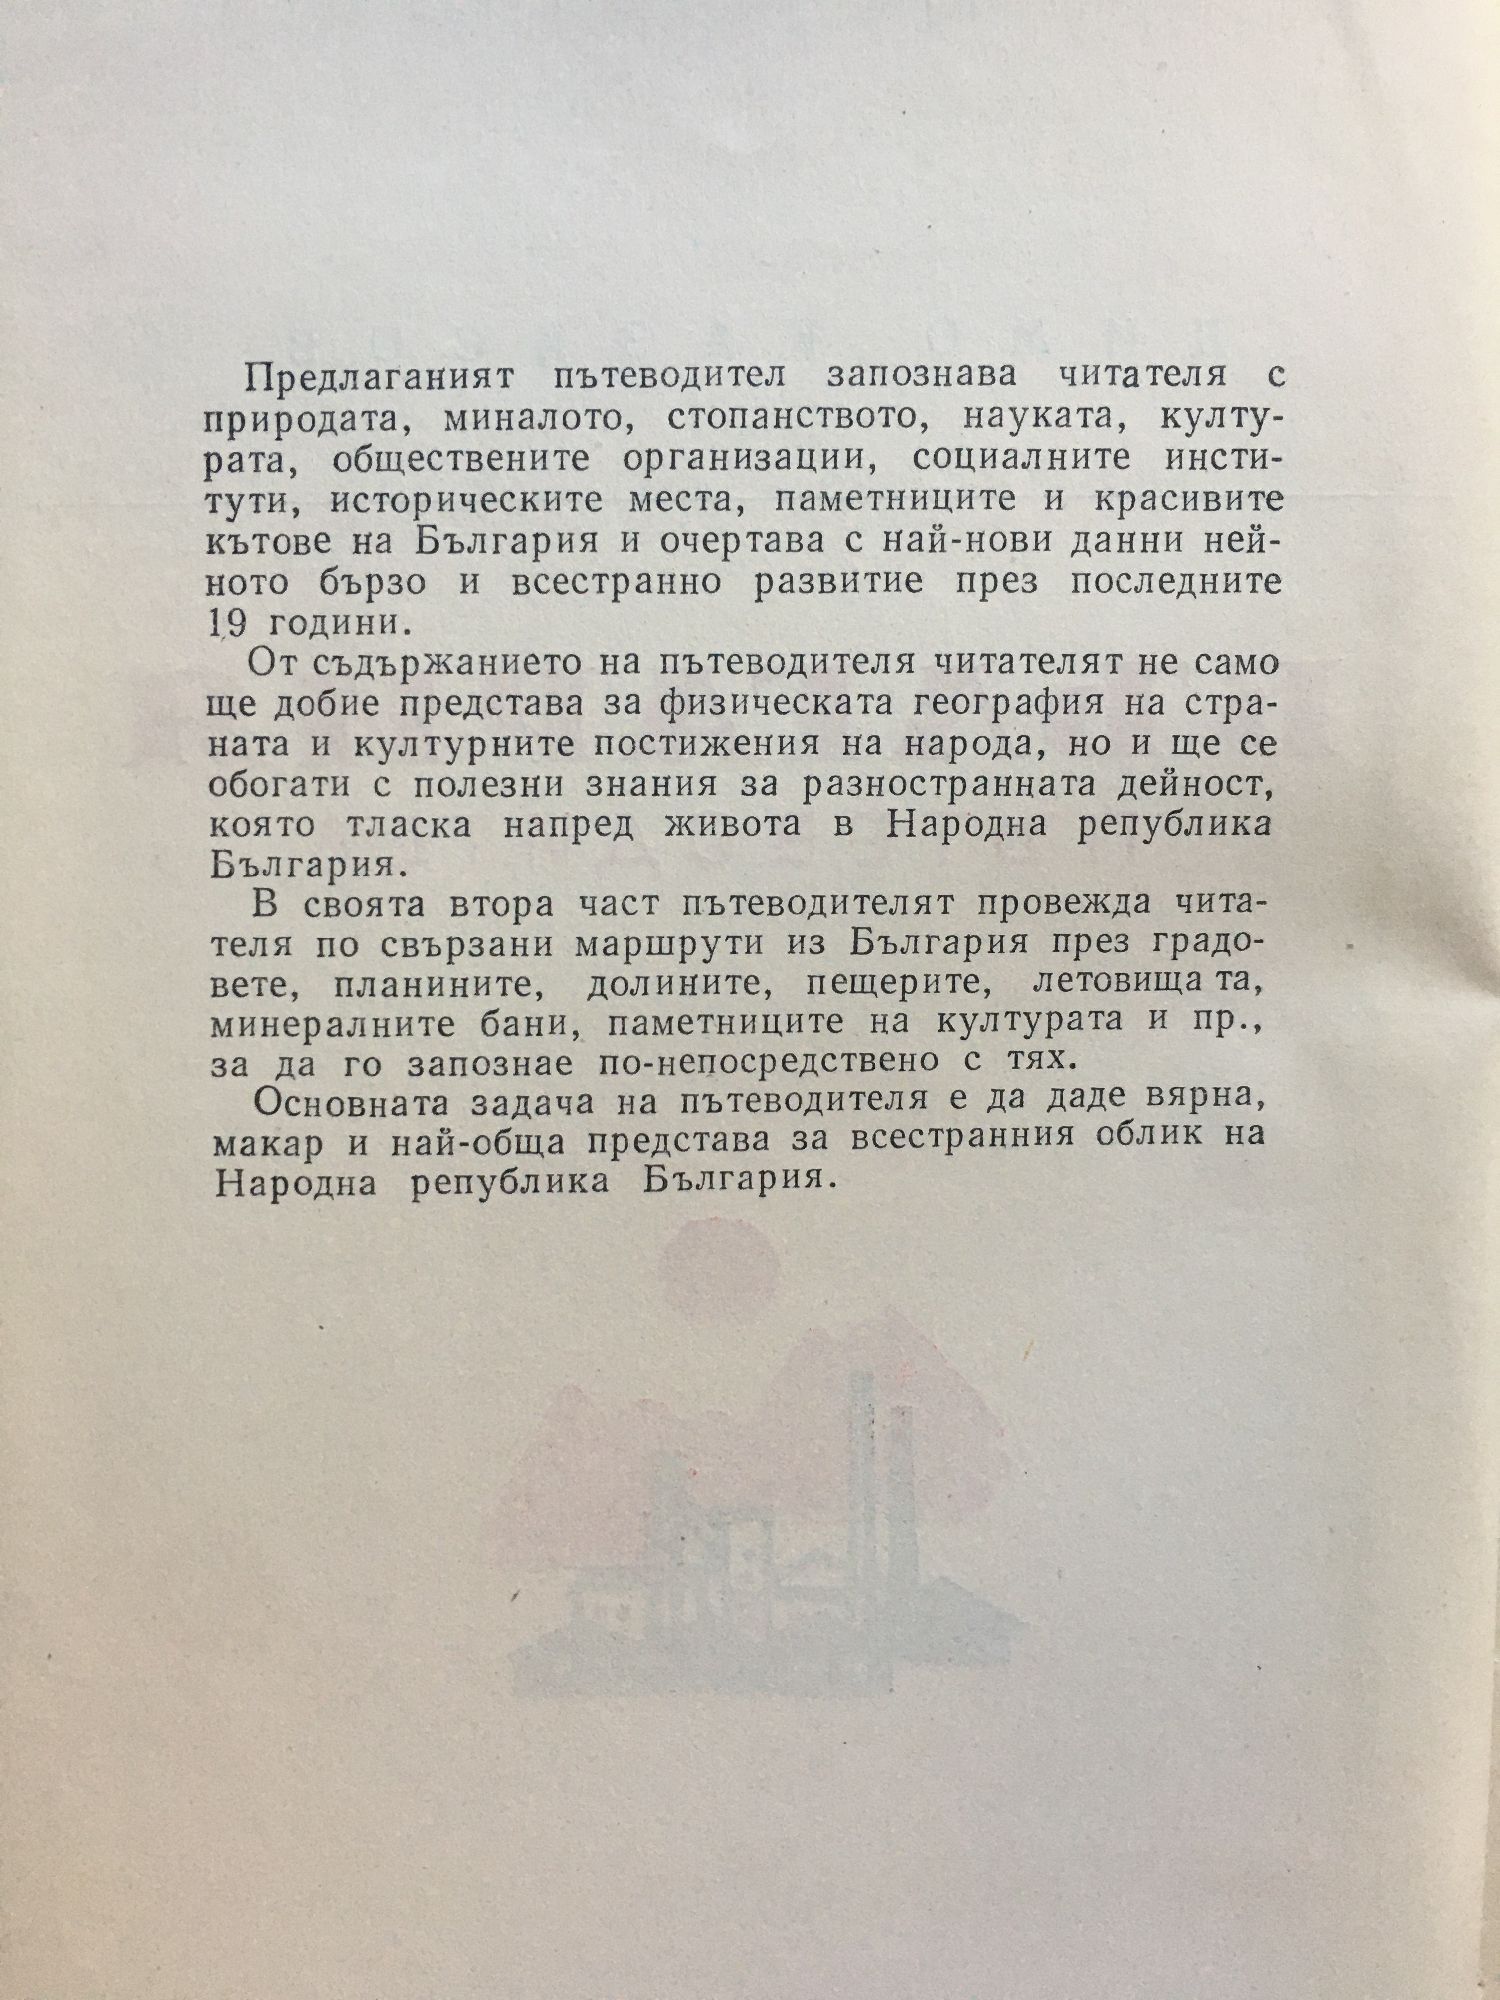 Предлаганият пътеводител запознава читателя с
природата, миналото, стопанството, науката, култу-
рата, обществените организации, социалните инсти-
тути, историческите места, паметниците и красивите
кътове на България и очертава с най-нови данни ней-
ното бързо и всестранно развитие през последните
19 години.
От съдържанието на пътеводителя читателят не само
ще добие представа за физическата география на стра-
ната и културните постижения на народа, но и ще се
обогати с полезни знания за разностранната дейност,
която тласка напред живота в Народна република
България.
В своята втора част пътеводителят провежда чита-
теля по свързани маршрути из България през градо-
вете, планините, долините, пещерите, летовища та,
минералните бани, паметниците на културата и пр.,
за да го запознае по-непосредствено с тях.
Основната задача на пътеводителя е да даде вярна,
макар и най-обща представа за всестранния облик на
Народна република България.